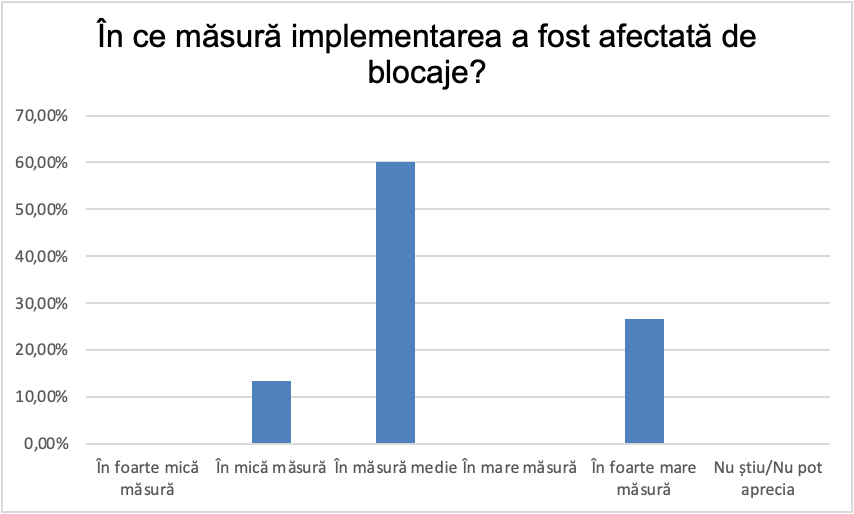 În ce măsură implementarea a fost afectată de
blocaje?
70,00%
60,00%
50,00%
40,00%
30,00%
20,00%
10,00%
0,00%
În foarte mică
măsură
În mică măsură
În măsură medie
În mare măsură
În foarte mare
măsură
Nu știu/Nu pot
aprecia